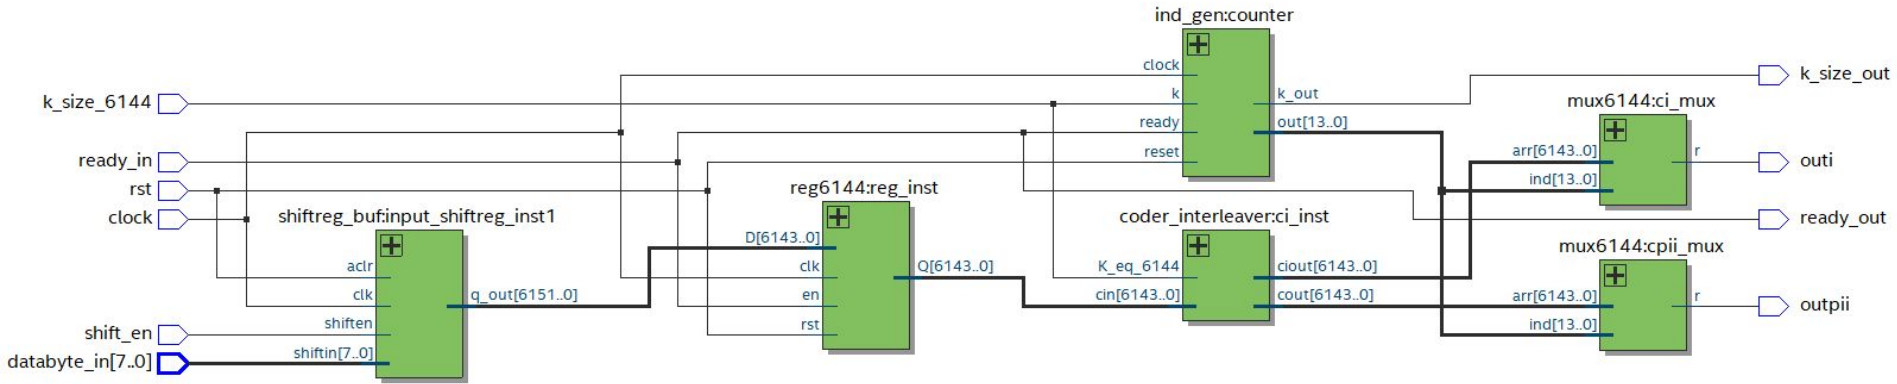 ind_gen:counter
clock
k
ready
reset
k_out
out[13..0]
k_size_6144
ready_in
rst
clock
shift_en
databyte_in[7..0]
shiftreg_buf:input_shiftreg_inst1
aclr
clk
shiften
shiftin[7..0]
q_out[6151..0]
reg6144:reg_inst
D[6143..0]
clk
en
rst
Q[6143..0]
coder_interleaver:ci_inst
K_eq_6144
cin[6143..0]
ciout[6143..0]
cout[6143..0]
mux6144:ci_mux
arr[6143..0]
ind[13..0]
r
mux6144:cpii_mux
arr[6143..0]
ind[13..0]
r
k_size_out
outi
ready_out
outpii